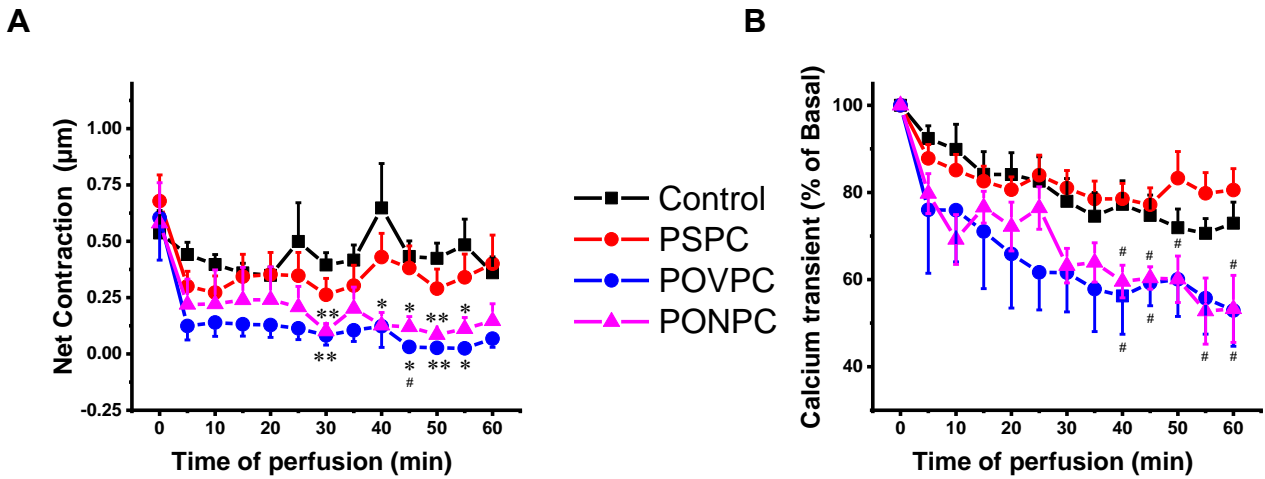 A
B
Net Contraction (µm)
1.00
0.75
0.50
0.25
0.00
-0.25
** * * ** *
** * ** *
#
0 10 20 30 40 50 60
Time of perfusion (min)
Control
PSPC
POVPC
PONPC
Calcium transient (% of Basal)
100
80
60
40
# # # #
#
# # #
0 10 20 30 40 50 60
Time of perfusion (min)